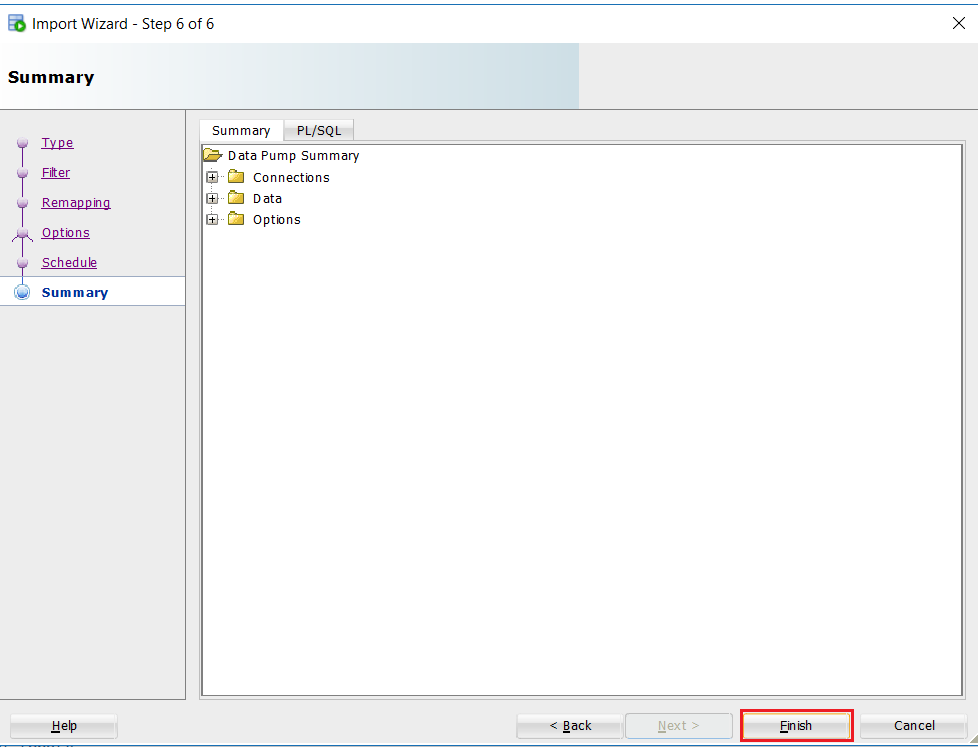 Import Wizard - Step 6 of 6
Summary
Type
Filter
Remapping
Options
Schedule
Summary
Summary PL/SQL
Data Pump Summary
Connections
Data
Options
Help < Back Next > Finish Cancel